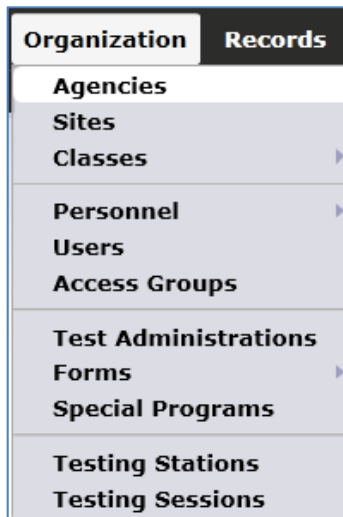 Organization Records
Agencies
Sites
Classes
Personnel
Users
Access Groups
Test Administrations
Forms
Special Programs
Testing Stations
Testing Sessions